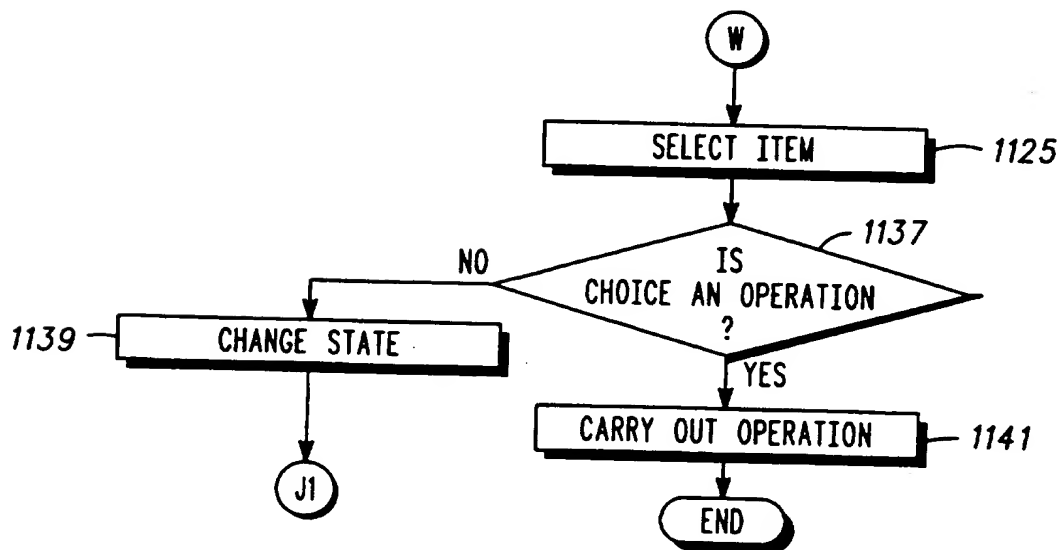 W
SELECT ITEM
1125
1137
IS
CHOICE AN OPERATION
?
NO
YES
1139
CHANGE STATE
CARRY OUT OPERATION
1141
J1
END